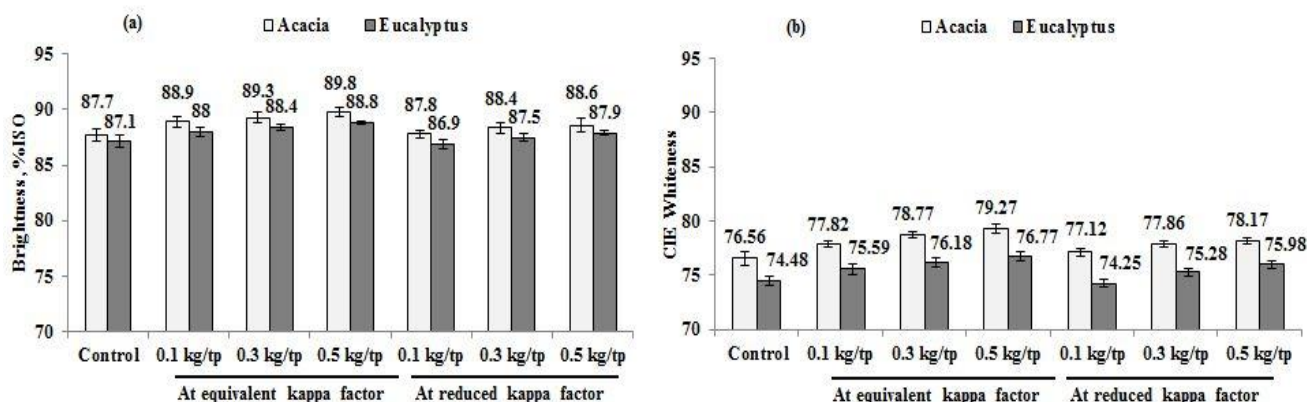 (a)
Acacia Eucalyptus
Brightness, %ISO
95
90
85
80
75
70
87.7 87.1 88.9 88 89.3 88.4 89.8 88.8 87.8 86.9 88.4 87.5 88.6 87.9
Control 0.1 kg/tp 0.3 kg/tp 0.5 kg/tp 0.1 kg/tp 0.3 kg/tp 0.5 kg/tp
At equivalent kappa factor At reduced kappa factor
(b)
Acacia Eucalyptus
CIE Whiteness
95
90
85
80
75
70
76.56 74.48 77.82 75.59 78.77 76.18 79.27 76.77 77.12 74.25 77.86 75.28 78.17 75.98
Control 0.1 kg/tp 0.3 kg/tp 0.5 kg/tp 0.1 kg/tp 0.3 kg/tp 0.5 kg/tp
At equivalent kappa factor At reduced kappa factor